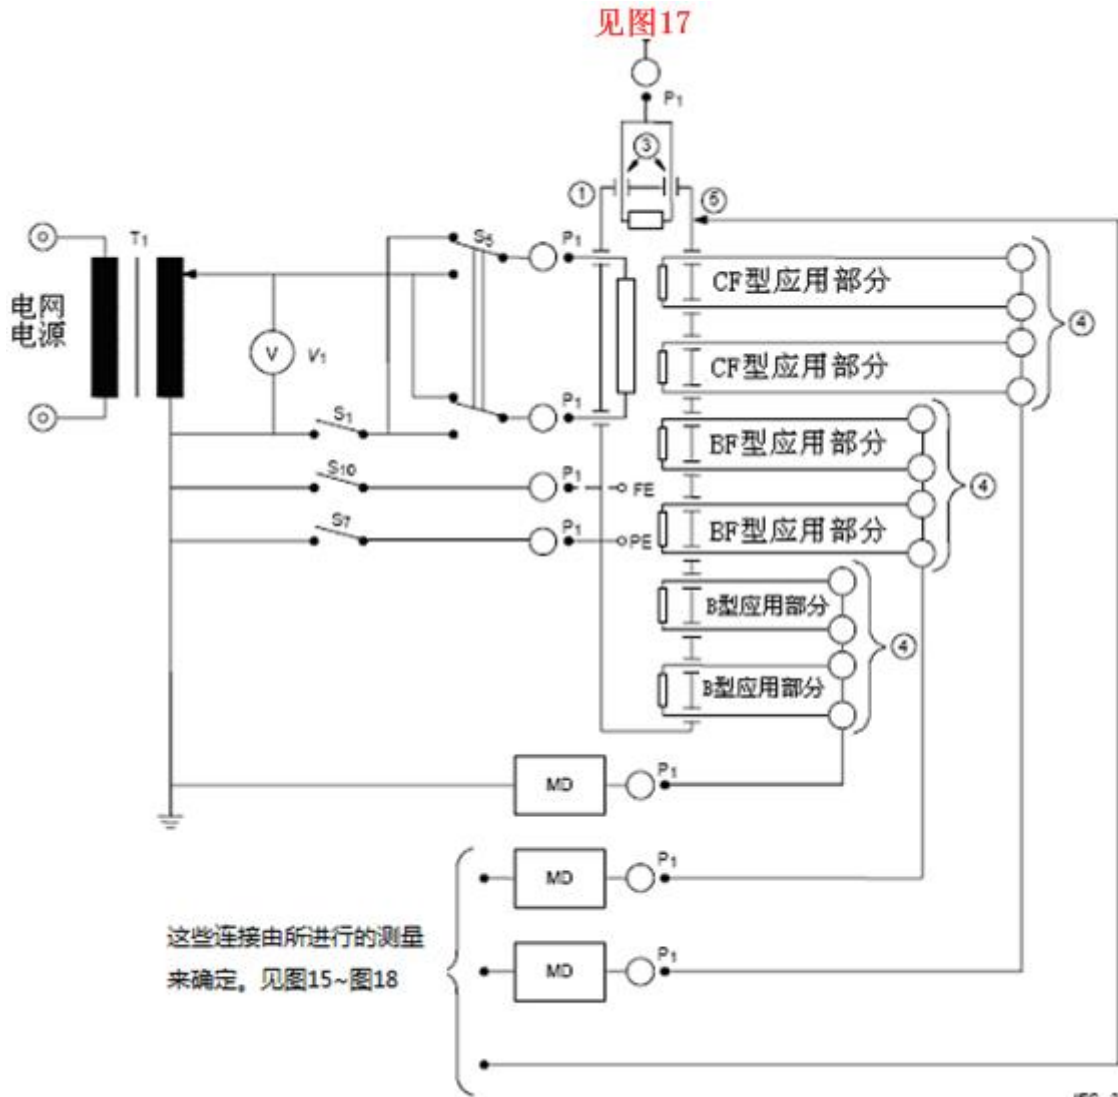 见图17
P1
③
①
⑤
T1
S5
P1
CF型应用部分
④
电网
电源
V
V1
CF型应用部分
S1
P1
BF型应用部分
④
S10
P1
FE
S7
P1
PE
BF型应用部分
B型应用部分
④
B型应用部分
MD
P1
MD
P1
这些连接由所进行的测量
来确定。见图15~图18
MD
P1